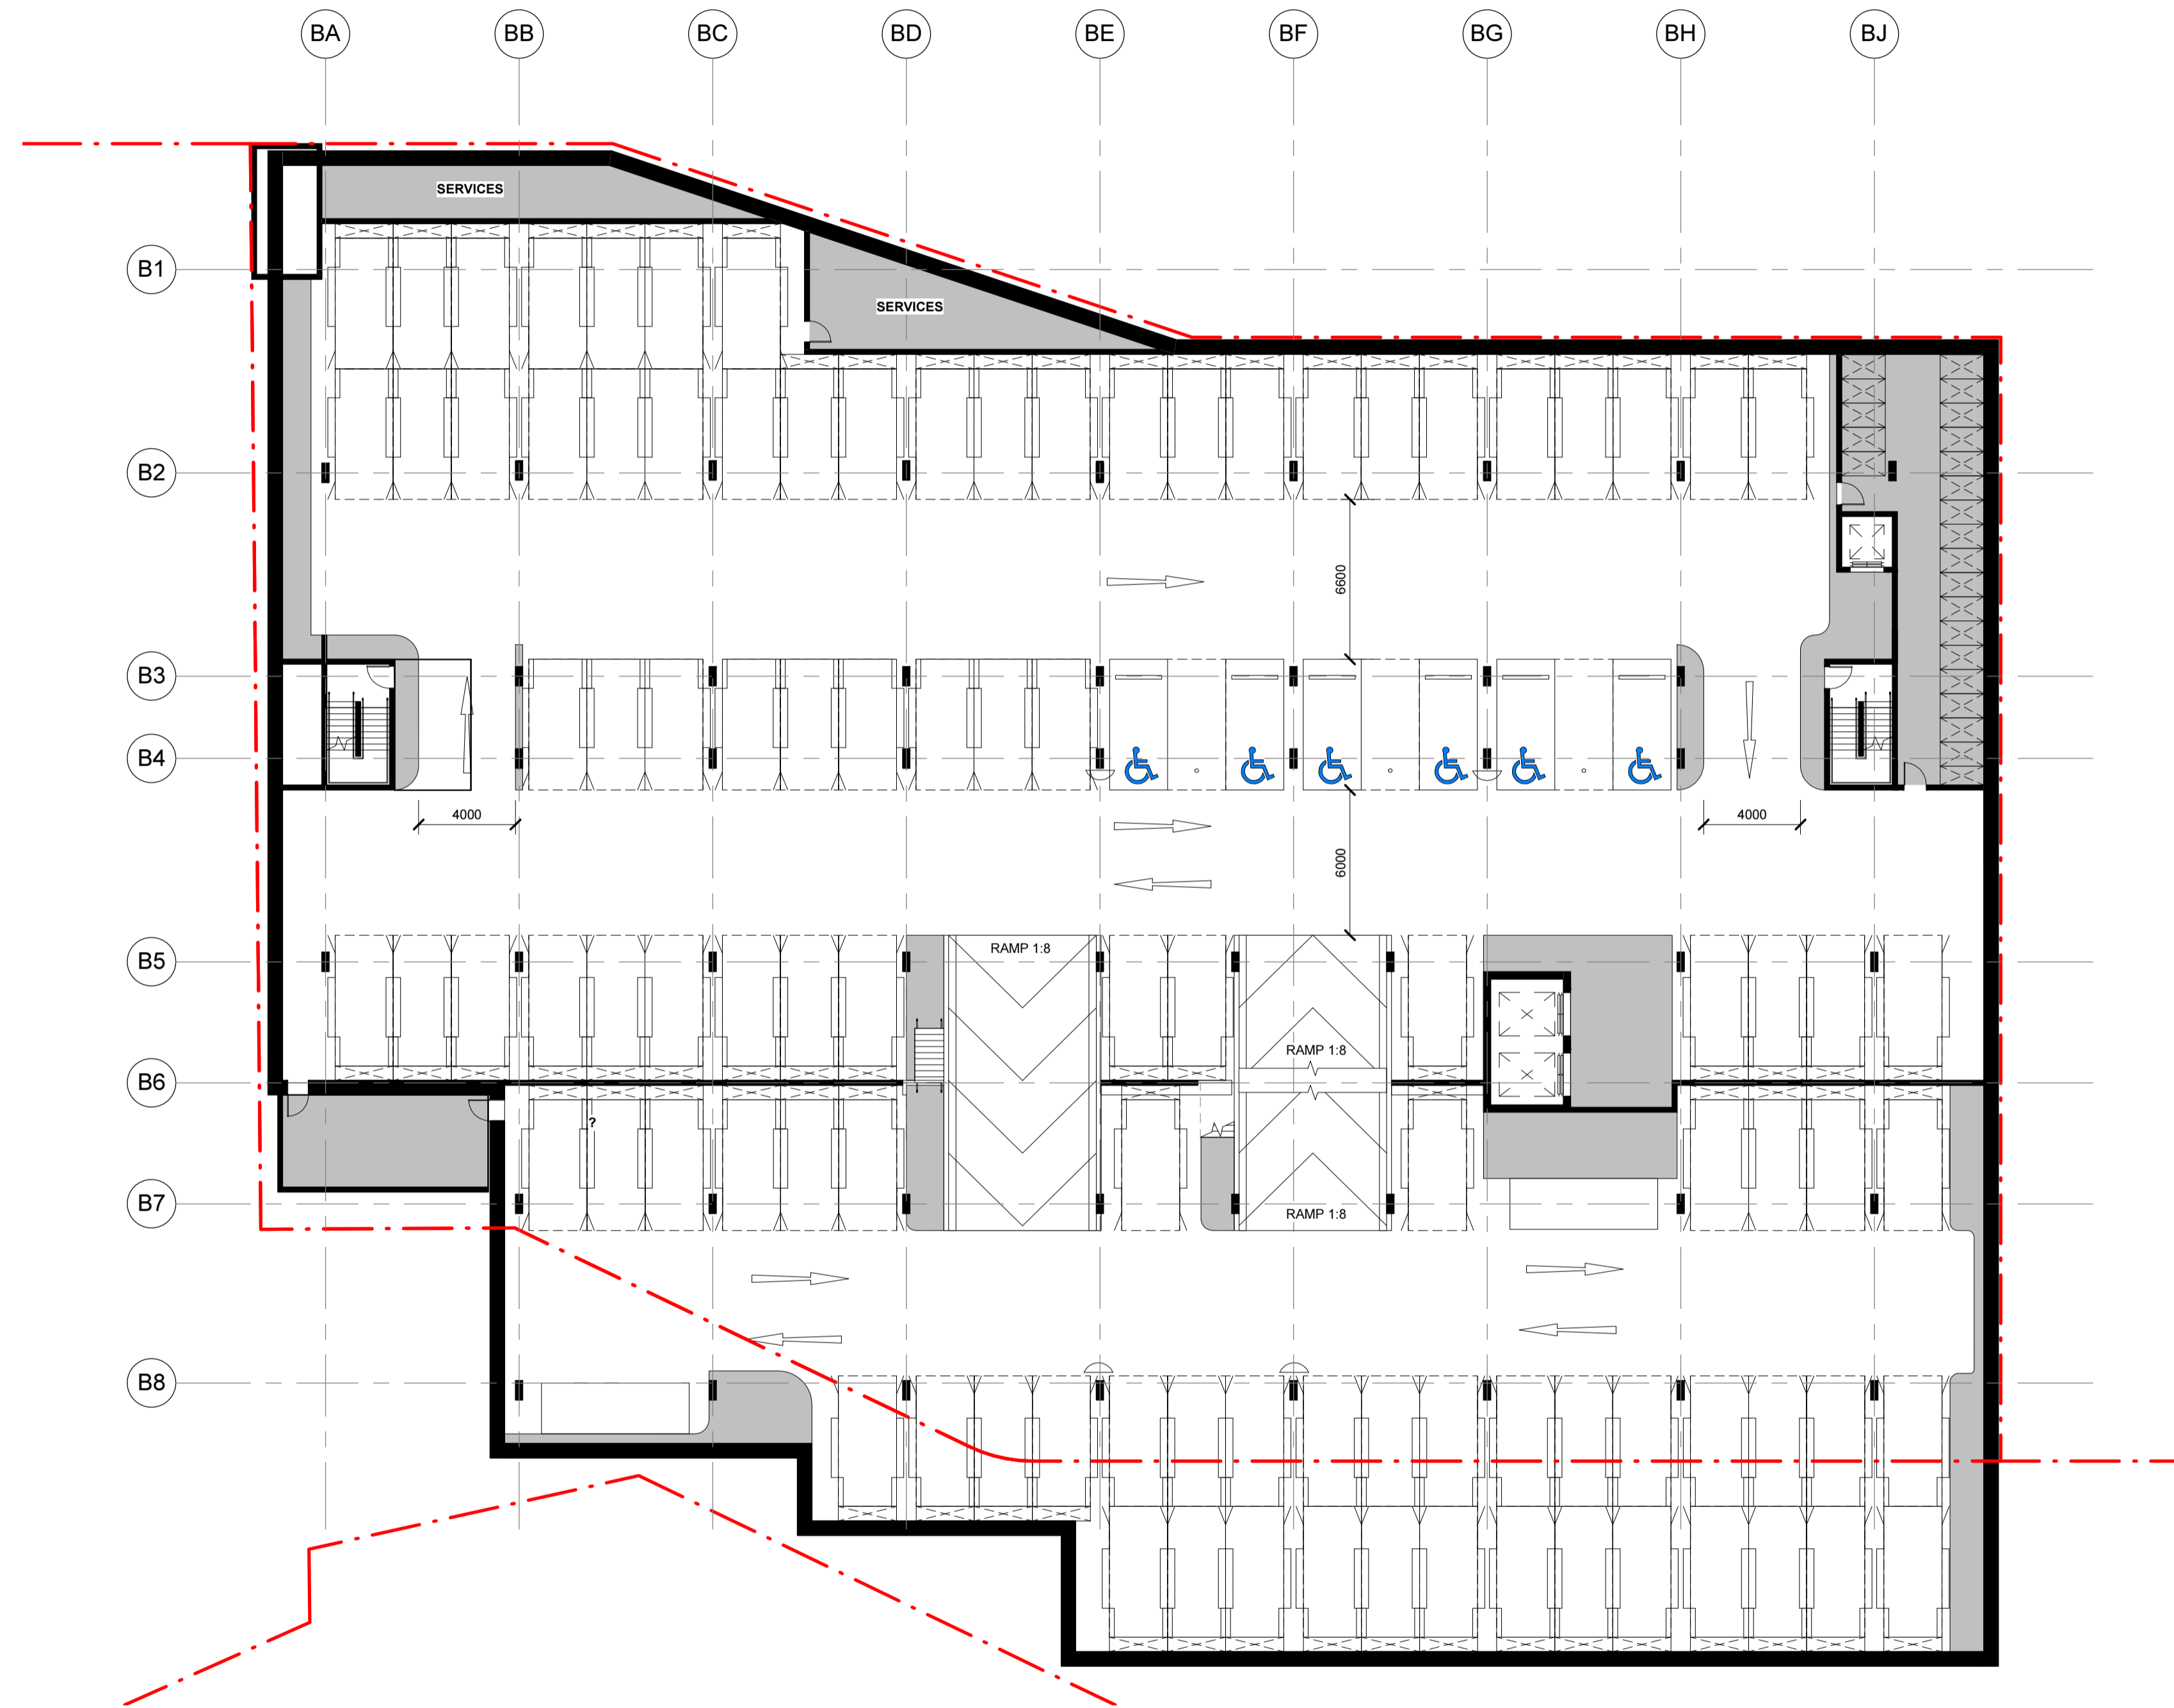 BA BB BC BD BE BF BG BH BJ
SERVICES
B1
SERVICES
B2
6600
B3
B4
4000
4000
6000
RAMP 1:8
B5
RAMP 1:8
B6
?
B7
RAMP 1:8
B8